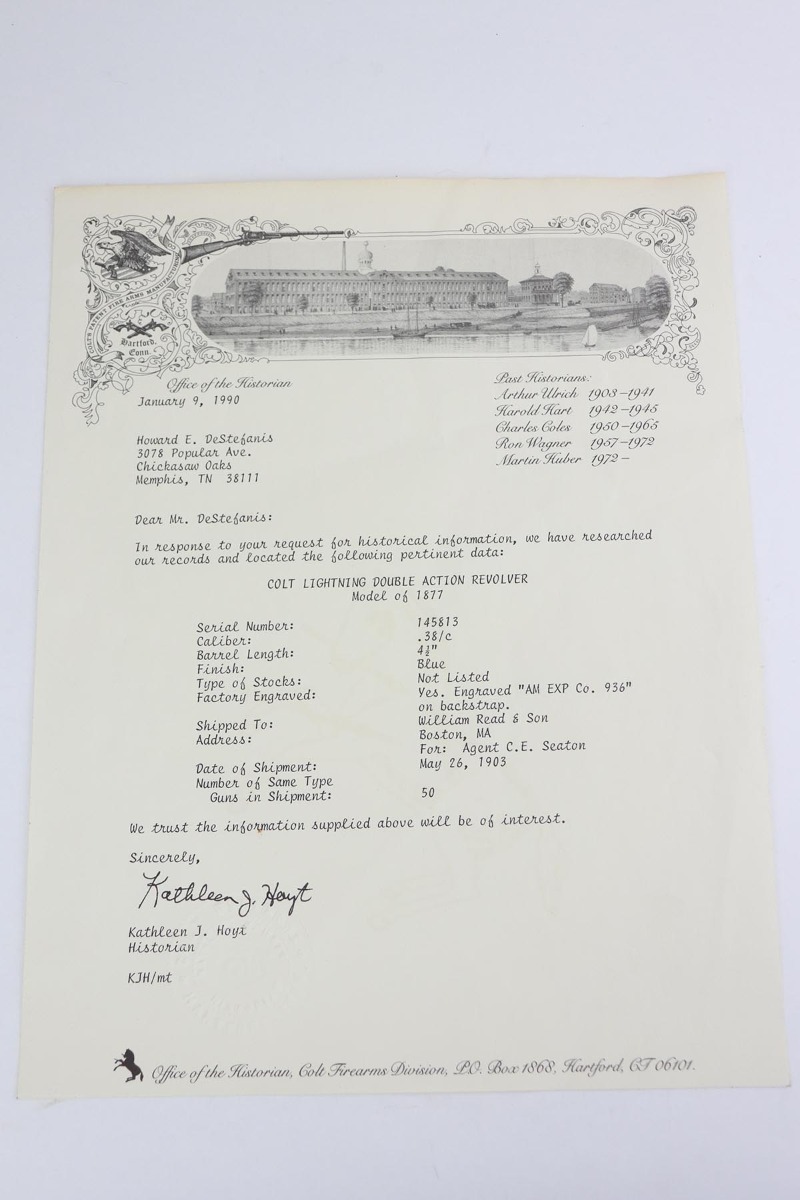 COLT'S PATENT FIRE ARMS MANUFACTURING
Hartford,
Conn.
Office of the Historian
January 9, 1990
Past Historians:
Arthur Ulrich 1903-1941
Harold Hart 1942-1945
Charles Coles 1950-1965
Ron Wagner 1957-1972
Martin Huber 1972-
Howard E. DeStefanis
3078 Popular Ave.
Chickasaw Oaks
Memphis, TN 38111
Dear Mr. DeStefanis:
In response to your request for historical information, we have researched
our records and located the following pertinent data:
COLT LIGHTNING DOUBLE ACTION REVOLVER
Model of 1877
Serial Number: 145813
Caliber: .38/c
Barrel Length: 4½"
Finish: Blue
Type of Stocks: Not Listed
Factory Engraved: Yes. Engraved "AM EXP Co. 936"
on backstrap.
Shipped To: William Read & Son
Address: Boston, MA
For: Agent C.E. Seaton
Date of Shipment: May 26, 1903
Number of Same Type
Guns in Shipment: 50
We trust the information supplied above will be of interest.
Sincerely,
Kathleen J. Hoyt
Kathleen J. Hoyt
Historian
KJH/mt
Office of the Historian, Colt Firearms Division, P.O. Box 1868, Hartford, CT 06101.